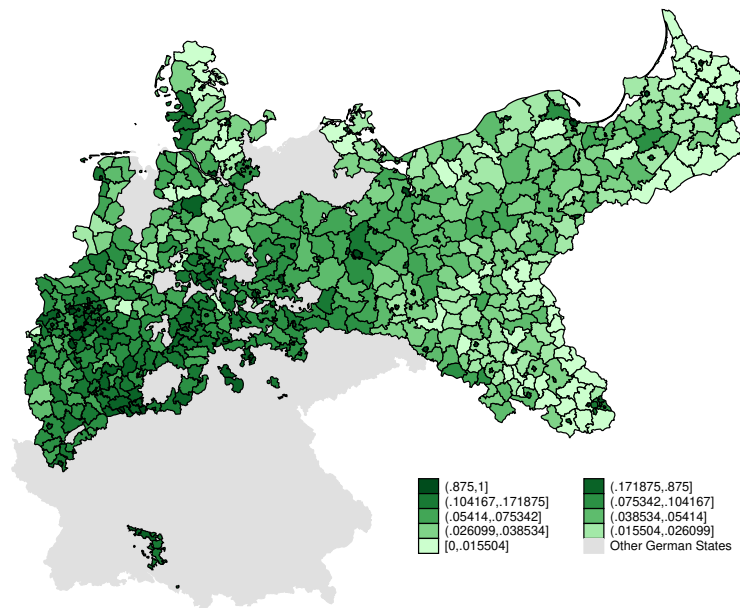 (.875,1] (.171875,.875]
(.104167,.171875] (.075342,.104167]
(.05414,.075342] (.038534,.05414]
(.026099,.038534] (.015504,.026099]
[0,.015504] Other German States